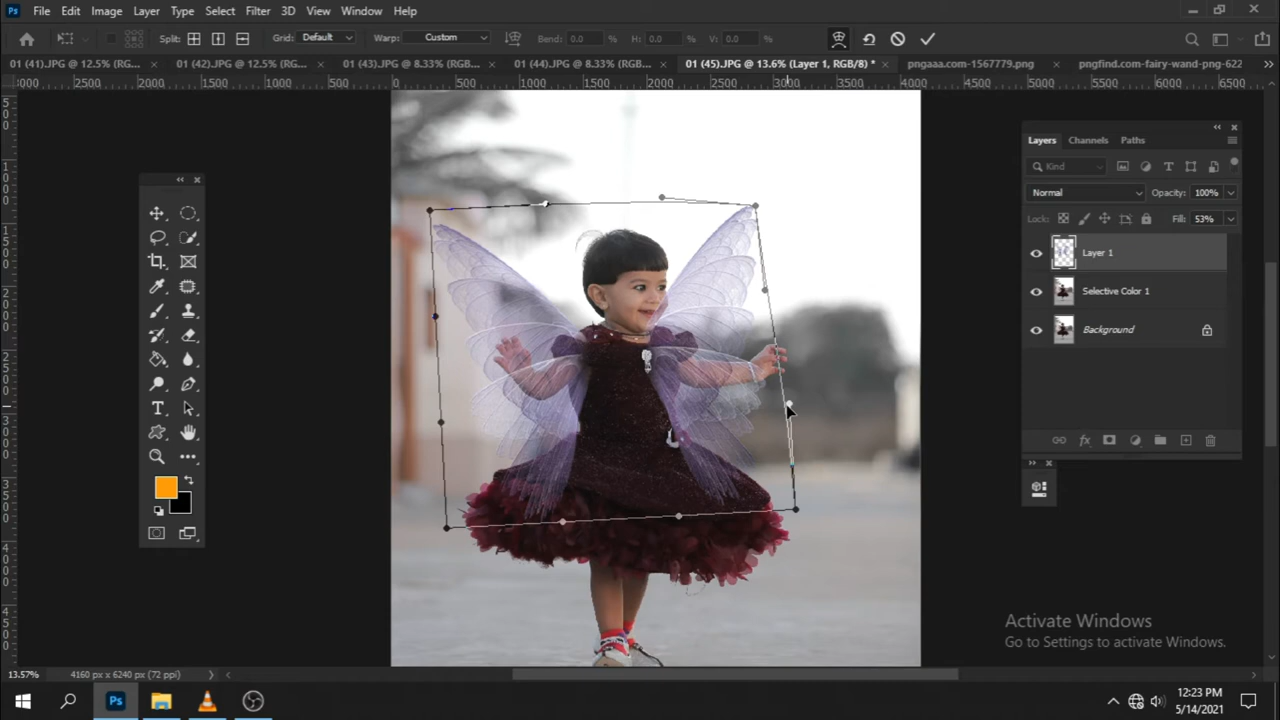 Ps File Edit Image Layer Type Select Filter 3D View Window Help
Split: Grid: Default Warp: Custom Bend: 0.0 % H: 0.0 % V: 0.0 %
01 (41).JPG @ 12.5% (RG... × 01 (42).JPG @ 12.5% (RG... × 01 (43).JPG @ 8.33% (RGB... × 01 (44).JPG @ 8.33% (RGB... × 01 (45).JPG @ 13.6% (Layer 1, RGB/8) * × pngaaa.com-1567779.png × pngfind.com-fairy-wand-png-622
2000 1500 1000 500 0 500 1000 1500 2000 2500 3000 3500 4000 4500 5000 5500 6000 6500
Layers Channels Paths
Kind
Normal Opacity: 100%
Lock: Fill: 53%
Layer 1
Selective Color 1
Background
Activate Windows
Go to Settings to activate Windows.
13.57% 4160 px x 6240 px (72 ppi)
Ps
12:23 PM
5/14/2021